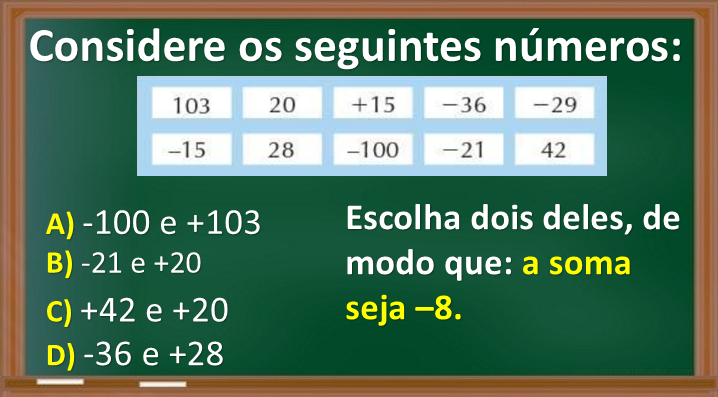 Considere os seguintes números:
103 20 +15 −36 −29
–15 28 –100 −21 42
A) -100 e +103
B) -21 e +20
C) +42 e +20
D) -36 e +28
Escolha dois deles, de
modo que: a soma
seja –8.